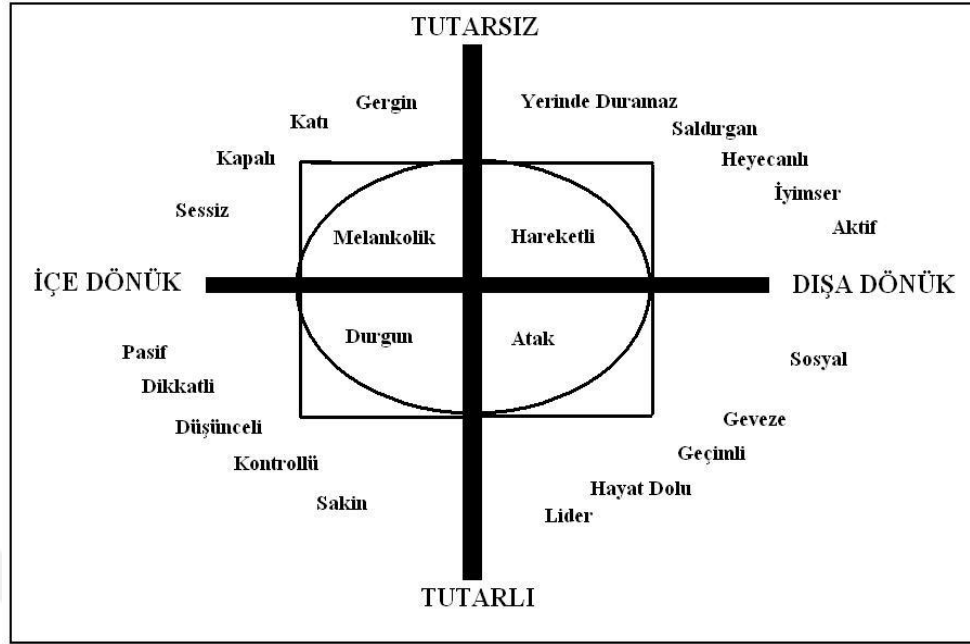 TUTARSIZ
Gergin
Yerinde Duramaz
Katı
Saldırgan
Kapalı
Heyecanlı
İyimser
Sessiz
Aktif
Melankolik
Hareketli
İÇE DÖNÜK
DIŞA DÖNÜK
Durgun
Atak
Pasif
Sosyal
Dikkatli
Düşünceli
Geveze
Kontrollü
Geçimli
Sakin
Hayat Dolu
Lider
TUTARLI